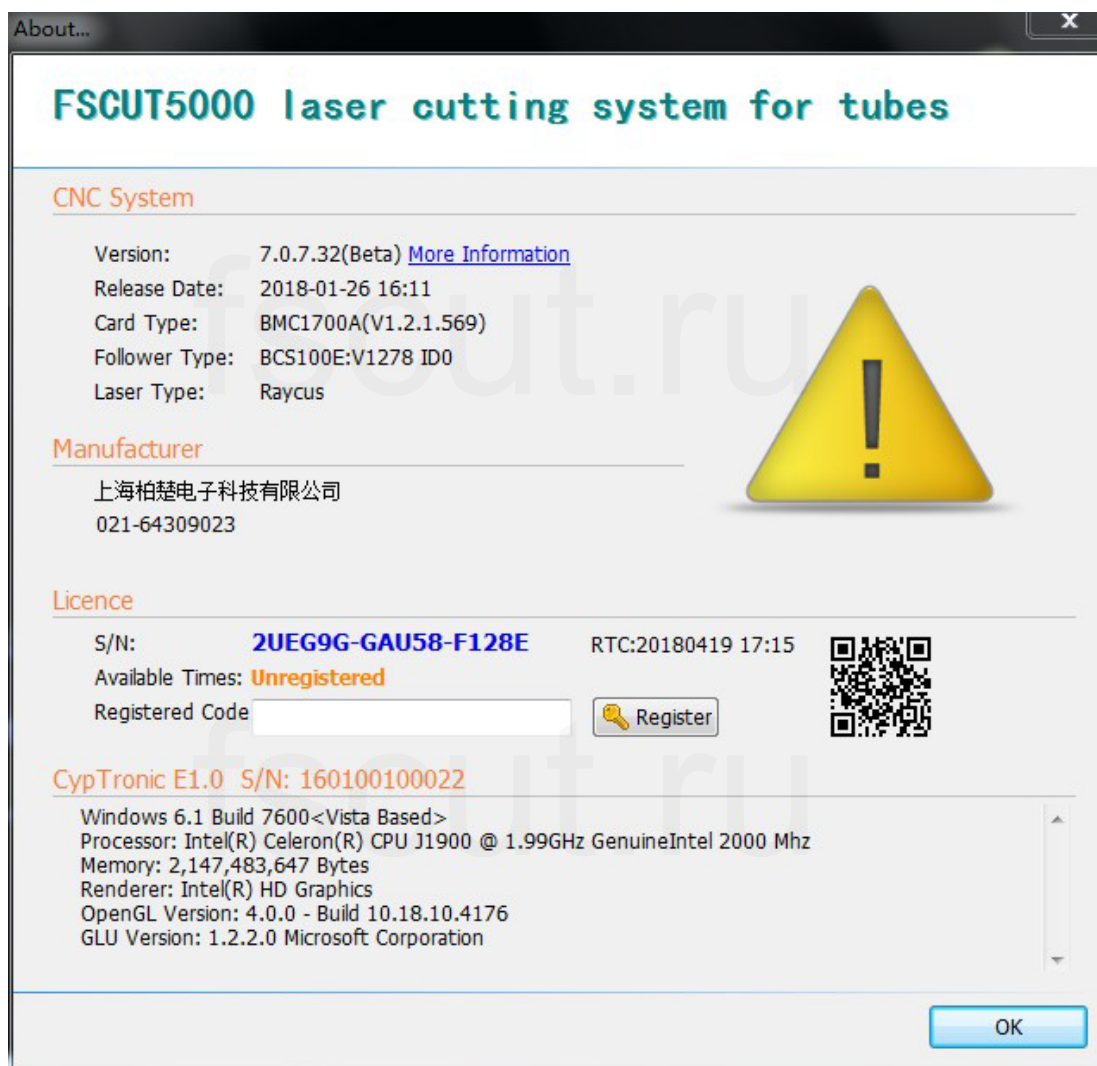 About...
FSCUT5000 laser cutting system for tubes
CNC System
Version: 7.0.7.32(Beta) More Information
Release Date: 2018-01-26 16:11
Card Type: BMC1700A(V1.2.1.569)
Follower Type: BCS100E:V1278 ID0
Laser Type: Raycus
fscut.ru
Manufacturer
上海柏楚电子科技有限公司
021-64309023
Licence
S/N: 2UEG9G-GAU58-F128E RTC:20180419 17:15
Available Times: Unregistered
Registered Code Register
fscut.ru
CypTronic E1.0 S/N: 160100100022
Windows 6.1 Build 7600<Vista Based>
Processor: Intel(R) Celeron(R) CPU J1900 @ 1.99GHz GenuineIntel 2000 Mhz
Memory: 2,147,483,647 Bytes
Renderer: Intel(R) HD Graphics
OpenGL Version: 4.0.0 - Build 10.18.10.4176
GLU Version: 1.2.2.0 Microsoft Corporation
OK